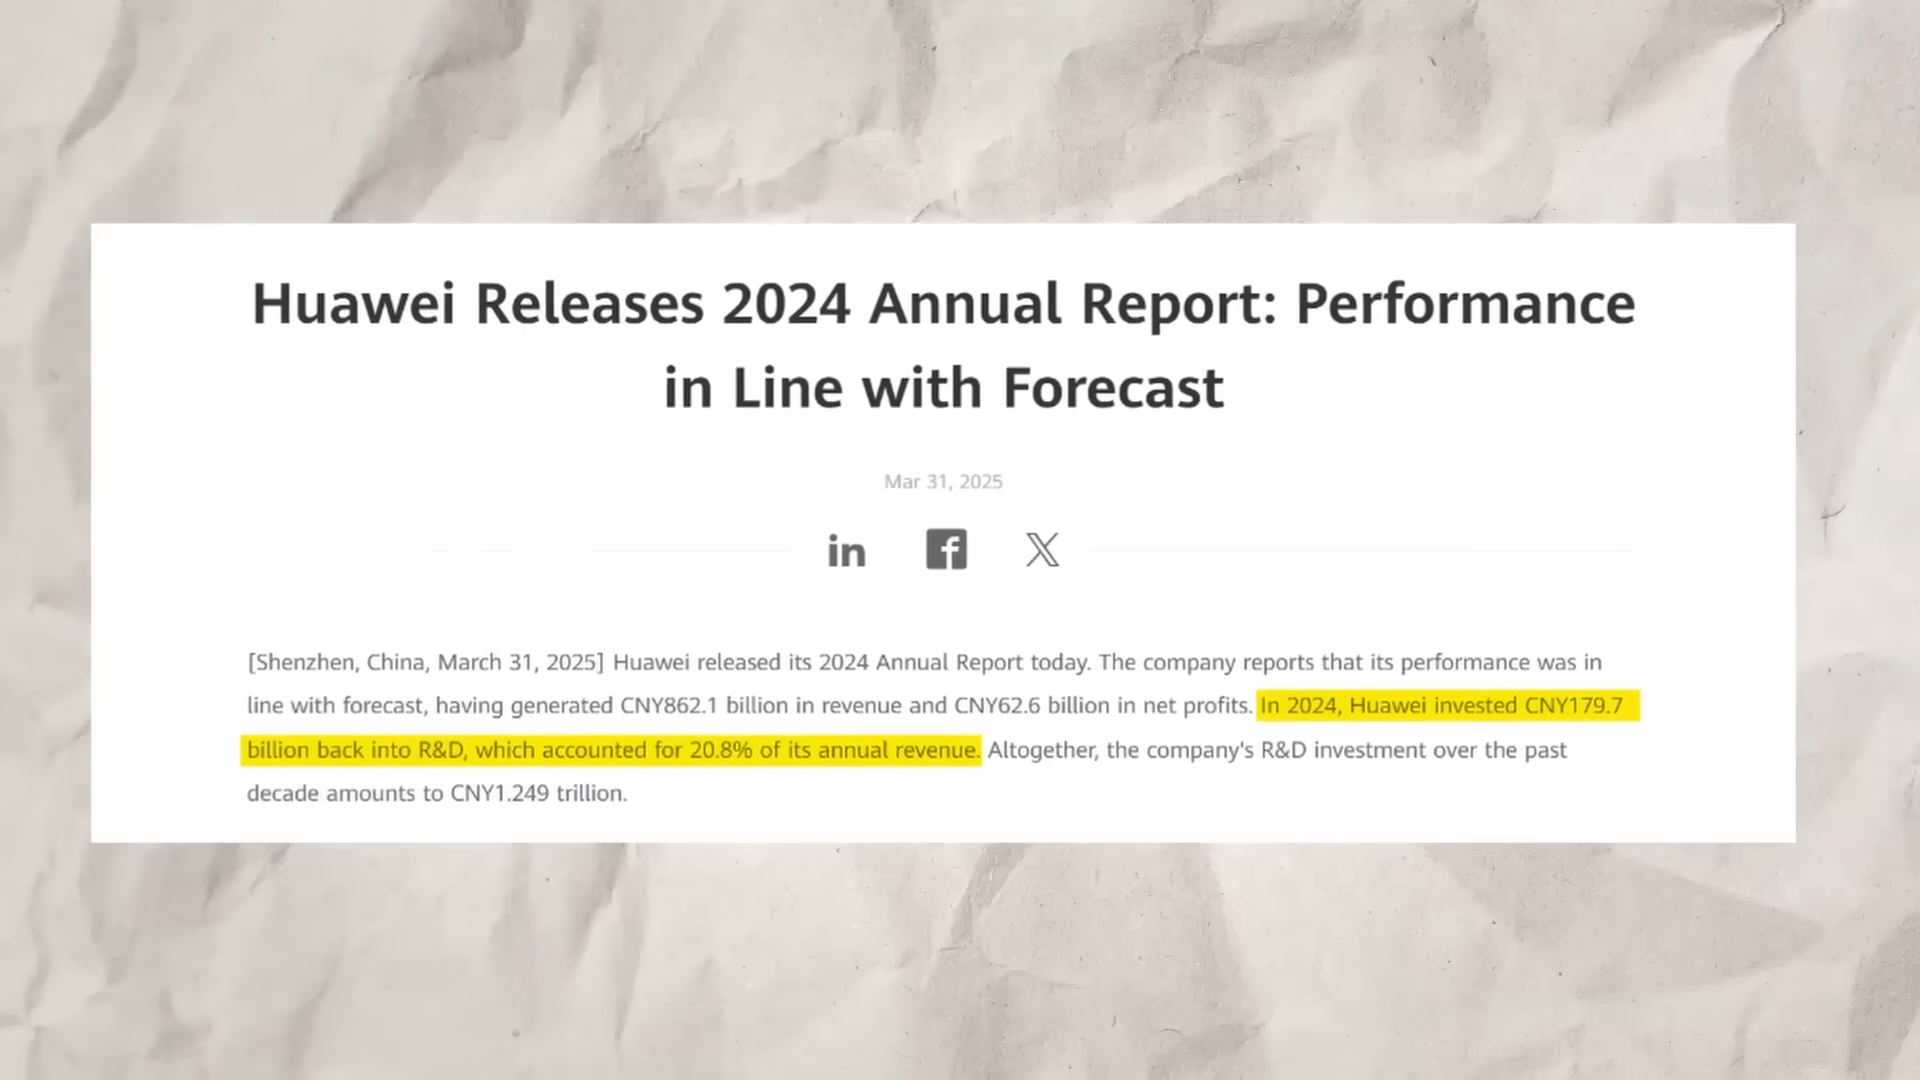 Huawei Releases 2024 Annual Report: Performance
in Line with Forecast
Mar 31, 2025
[Shenzhen, China, March 31, 2025] Huawei released its 2024 Annual Report today. The company reports that its performance was in
line with forecast, having generated CNY862.1 billion in revenue and CNY62.6 billion in net profits. In 2024, Huawei invested CNY179.7
billion back into R&D, which accounted for 20.8% of its annual revenue. Altogether, the company's R&D investment over the past
decade amounts to CNY1.249 trillion.